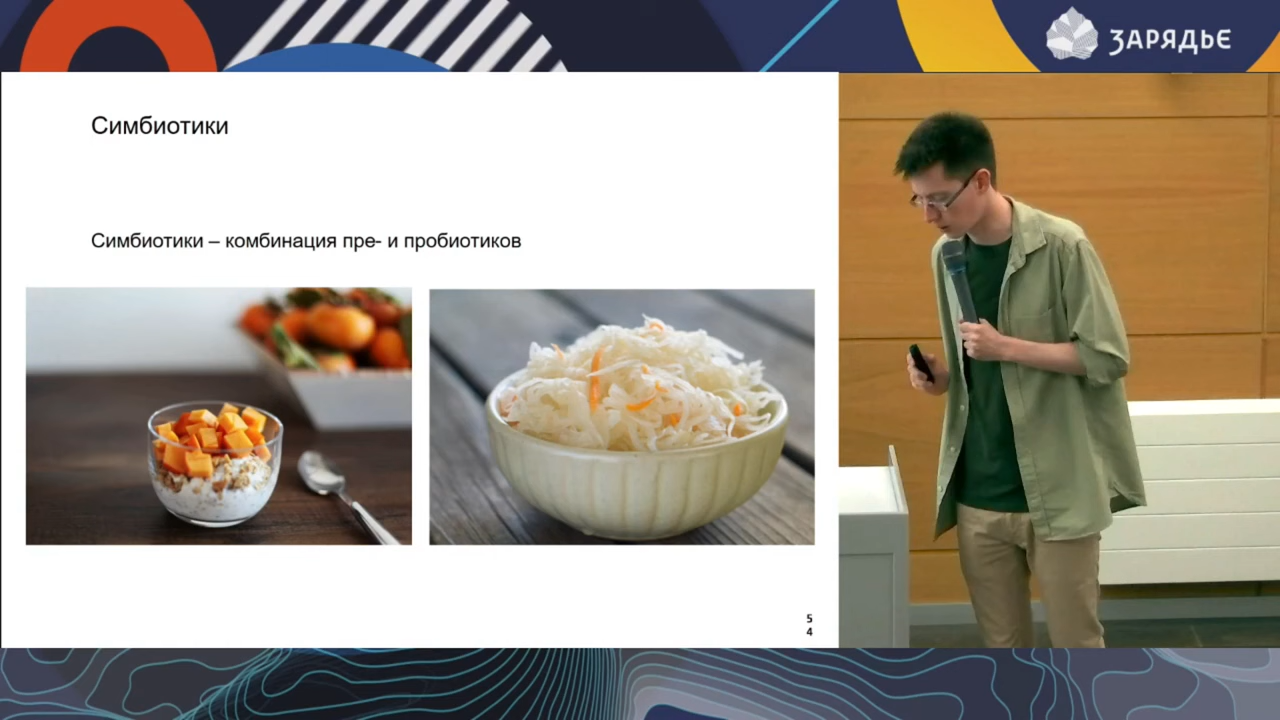 ЗАРЯДЬЕ
Симбиотики
Симбиотики – комбинация пре- и пробиотиков
5
4